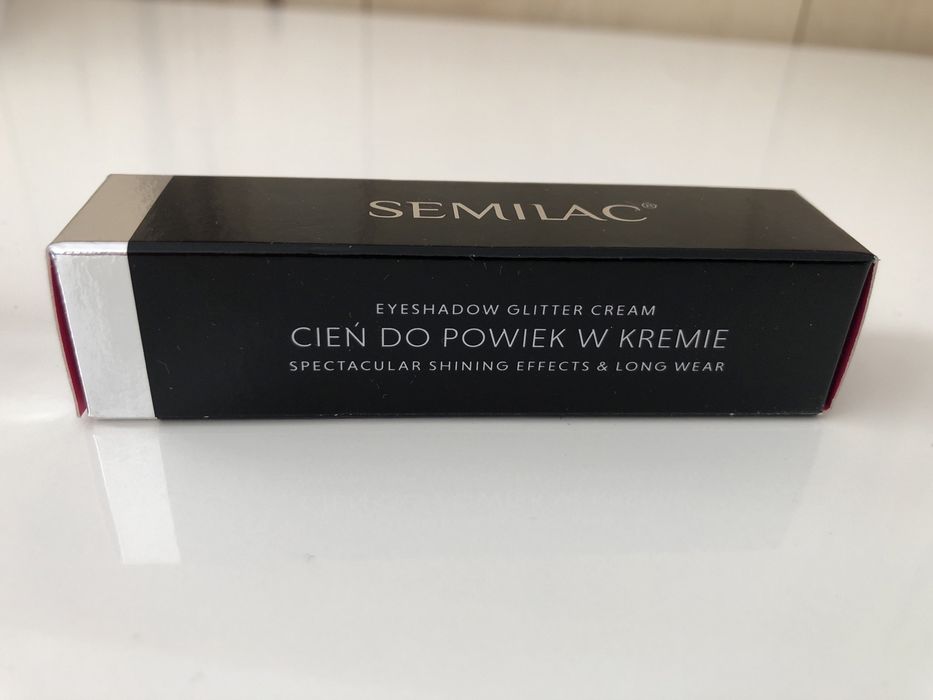 SEMILAC®
EYESHADOW GLITTER CREAM
CIEŃ DO POWIEK W KREMIE
SPECTACULAR SHINING EFFECTS & LONG WEAR